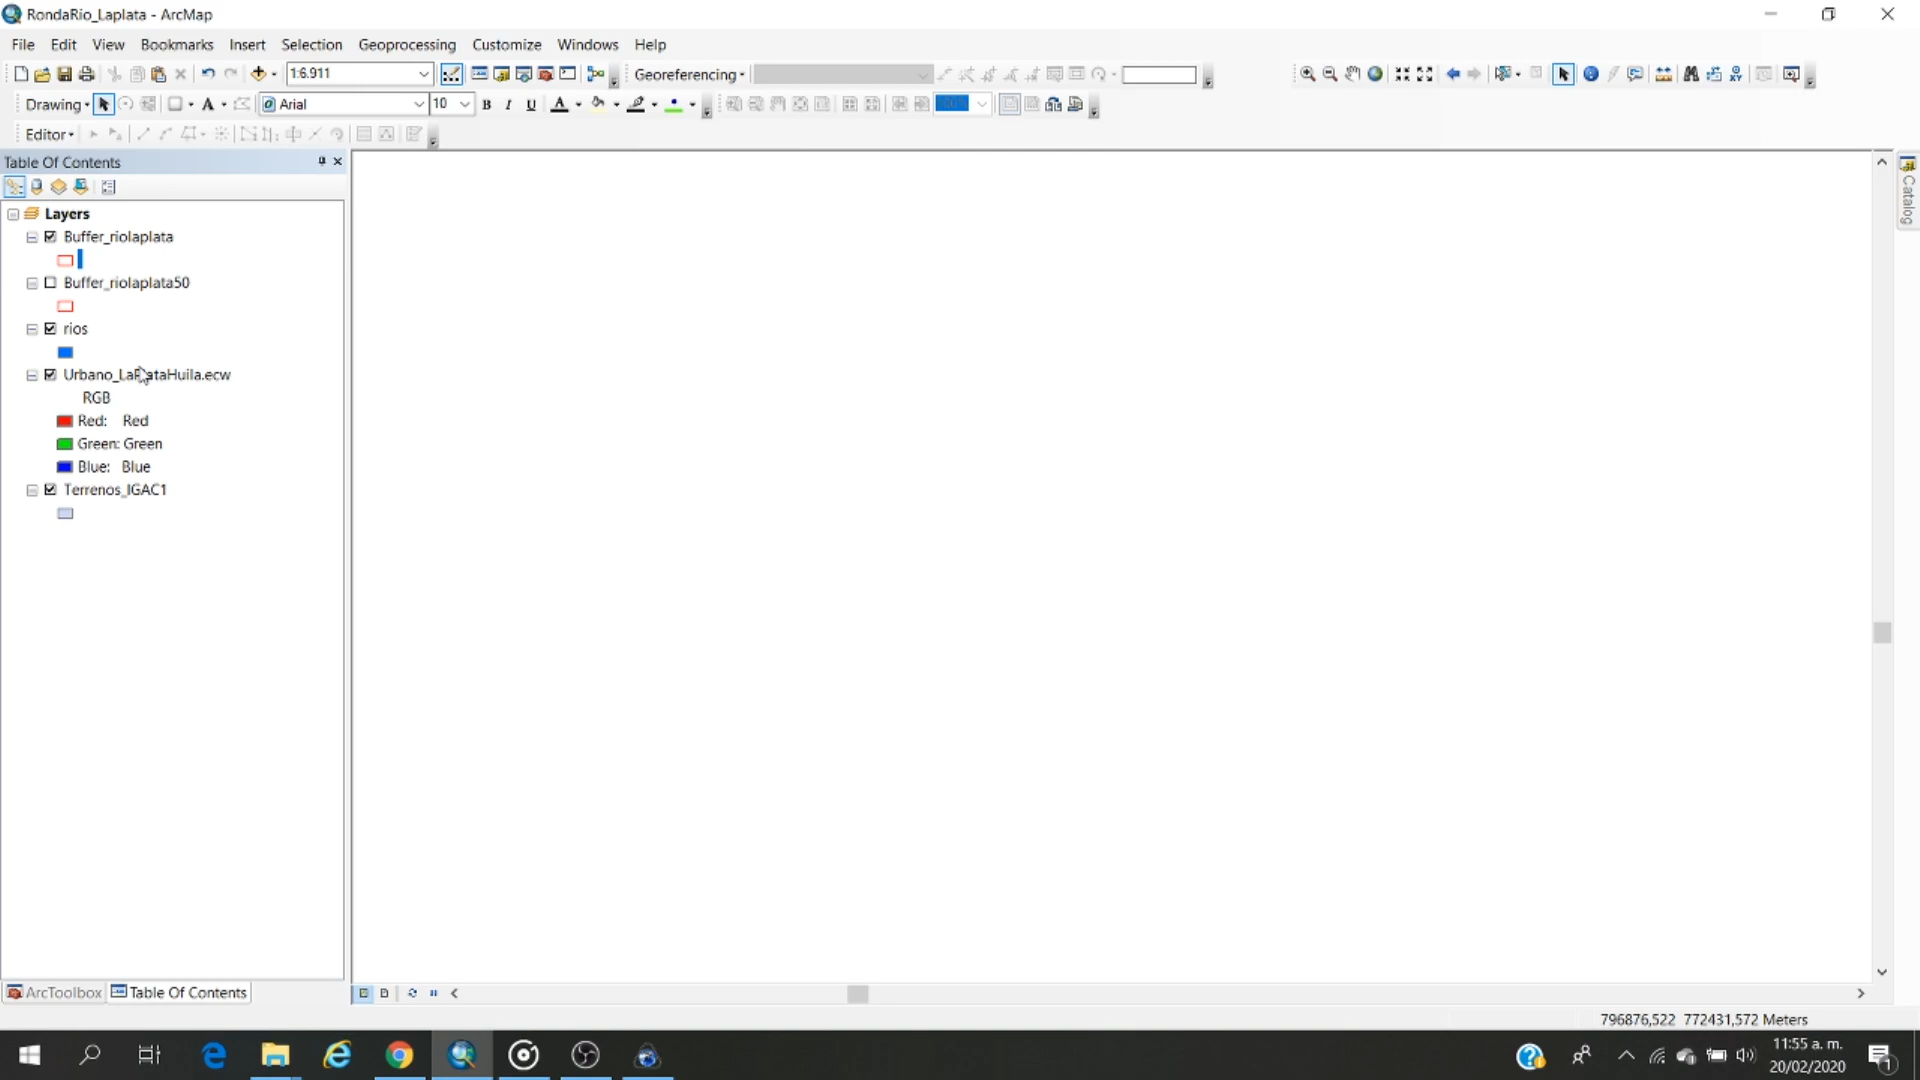 RondaRio_Laplata - ArcMap
File Edit View Bookmarks Insert Selection Geoprocessing Customize Windows Help
1:6.911 Georeferencing
Drawing A Arial 10 B I U A
Editor
Table Of Contents
Layers
Buffer_riolaplata
Buffer_riolaplata50
rios
Urbano_LaPlataHuila.ecw
RGB
Red: Red
Green: Green
Blue: Blue
Terrenos_IGAC1
Catalog
ArcToolbox Table Of Contents
796876,522 772431,572 Meters
11:55 a. m.
20/02/2020
1